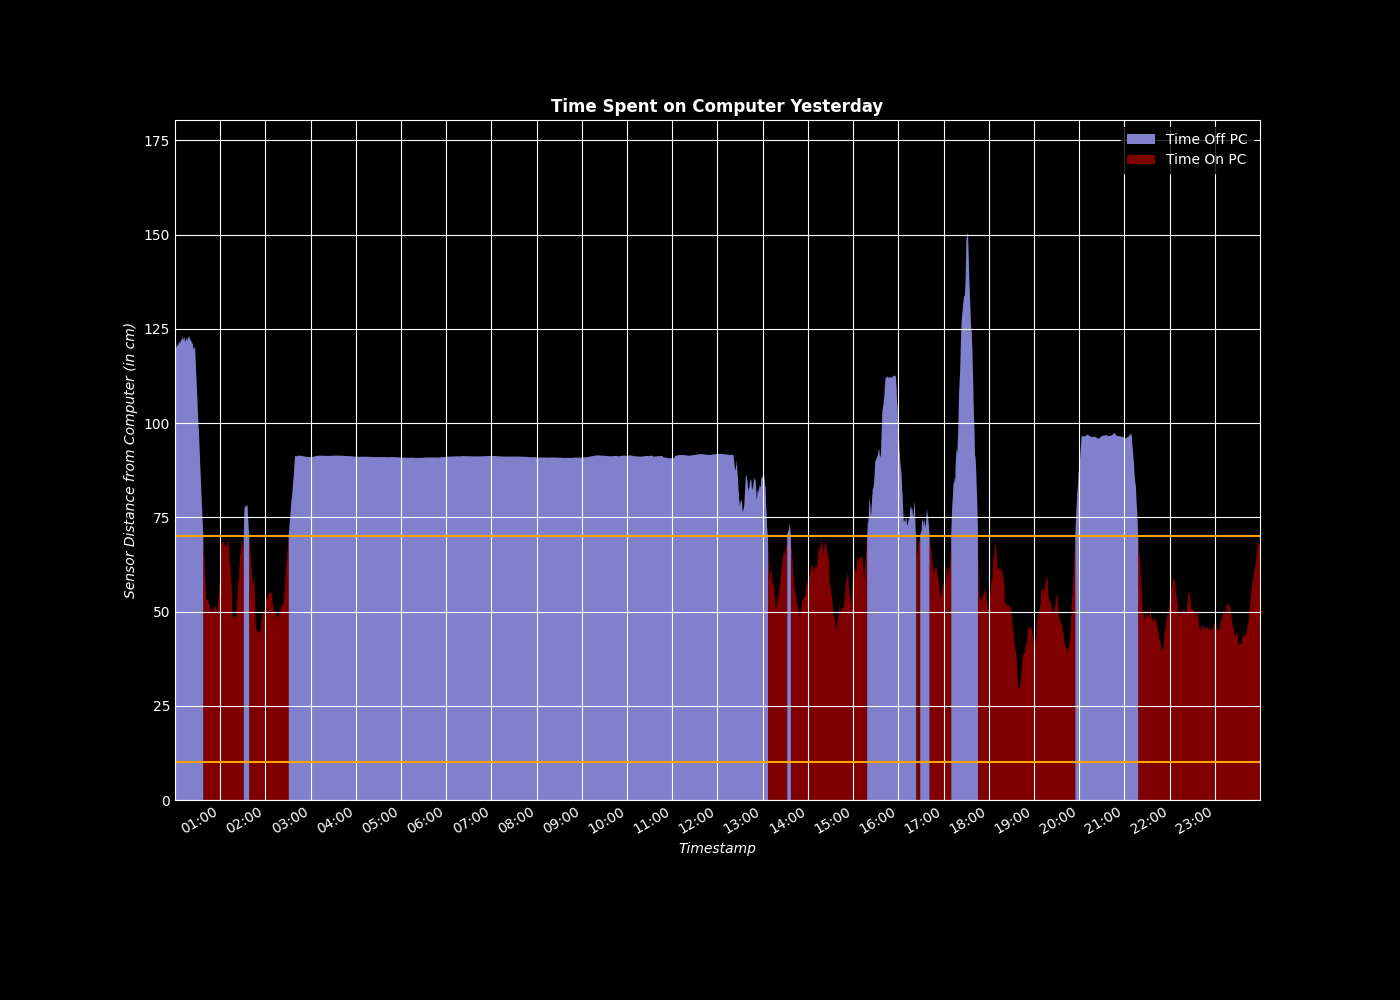 Time Spent on Computer Yesterday
Time Off PC
Time On PC
175
150
125
100
75
50
25
0
Sensor Distance from Computer (in cm)
01:00 02:00 03:00 04:00 05:00 06:00 07:00 08:00 09:00 10:00 11:00 12:00 13:00 14:00 15:00 16:00 17:00 18:00 19:00 20:00 21:00 22:00 23:00
Timestamp